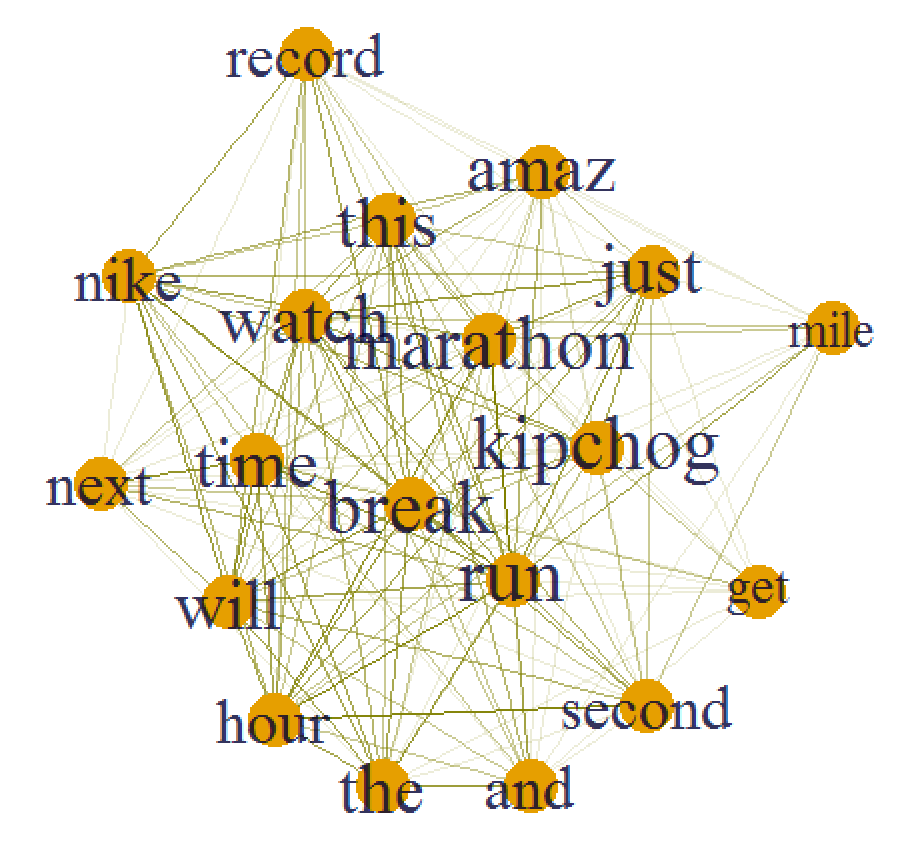 record
amaz
this
just
nike
watch
marathon
mile
kipchog
time
next
break
run
get
will
second
hour
the
and